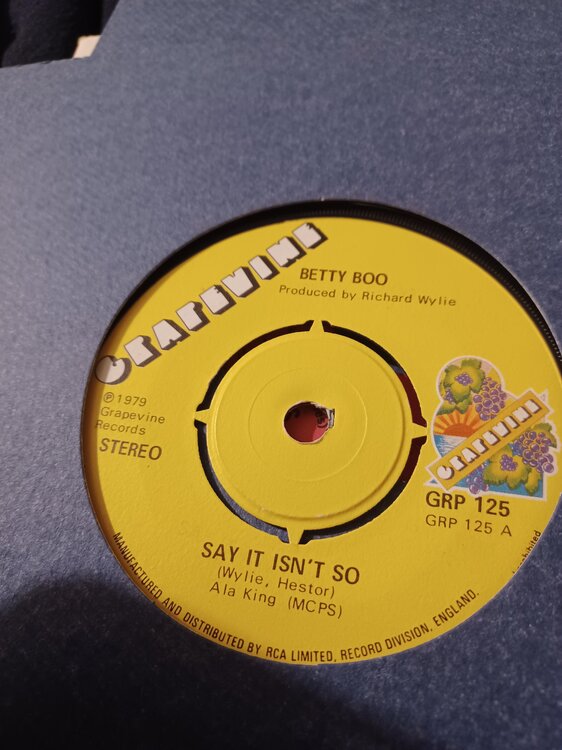 GRAPEVINE
BETTY BOO
Produced by Richard Wylie
℗ 1979
Grapevine
Records
STEREO
GRAPEVINE
GRP 125
GRP 125 A
SAY IT ISN'T SO
(Wylie, Hestor)
Ala King (MCPS)
MANUFACTURED AND DISTRIBUTED BY RCA LIMITED, RECORD DIVISION, ENGLAND.